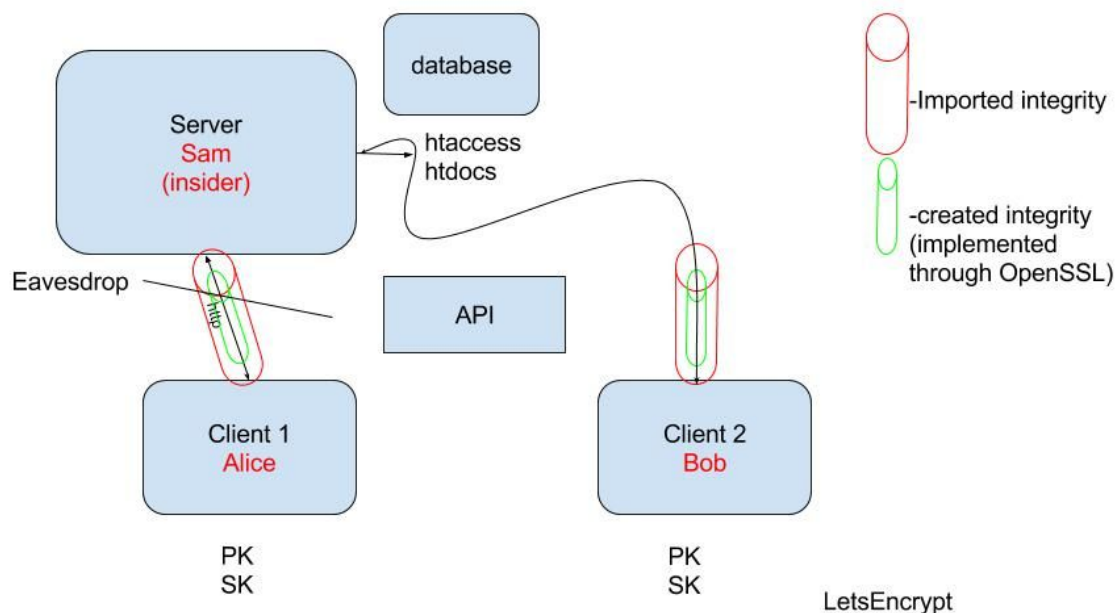 database
Server
Sam
(insider)
htaccess
htdocs
-Imported integrity
-created integrity
(implemented
through OpenSSL)
Eavesdrop
http
API
Client 1
Alice
Client 2
Bob
PK
SK
PK
SK
LetsEncrypt